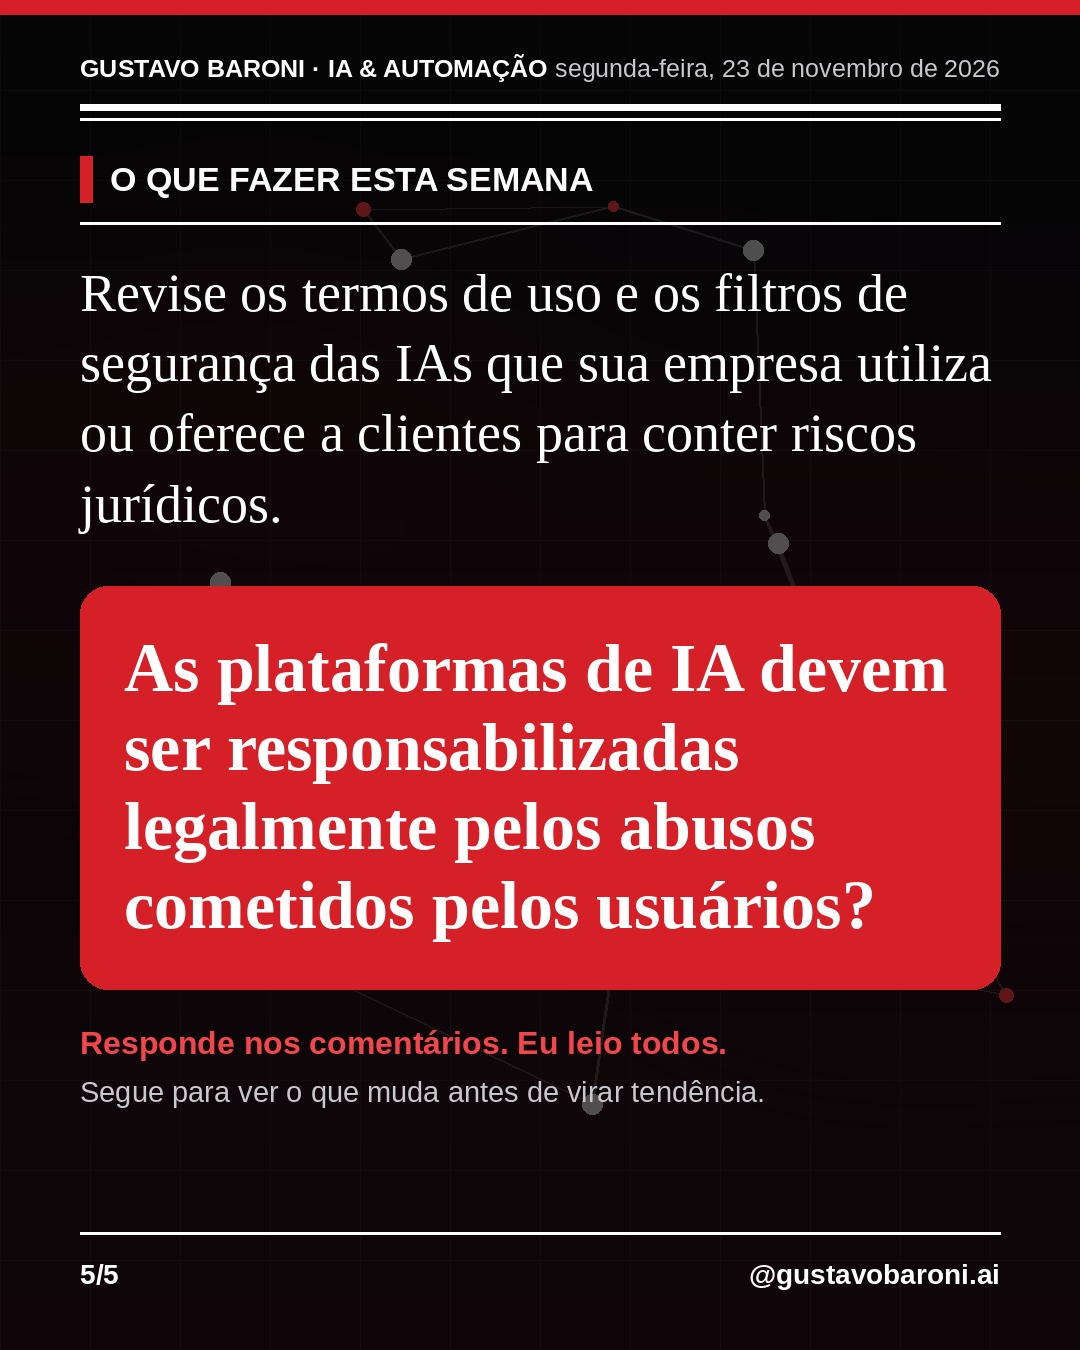 GUSTAVO BARONI · IA & AUTOMAÇÃO segunda-feira, 23 de novembro de 2026
O QUE FAZER ESTA SEMANA
Revise os termos de uso e os filtros de
segurança das IAs que sua empresa utiliza
ou oferece a clientes para conter riscos
jurídicos.
As plataformas de IA devem
ser responsabilizadas
legalmente pelos abusos
cometidos pelos usuários?
Responde nos comentários. Eu leio todos.
Segue para ver o que muda antes de virar tendência.
5/5
@gustavobaroni.ai